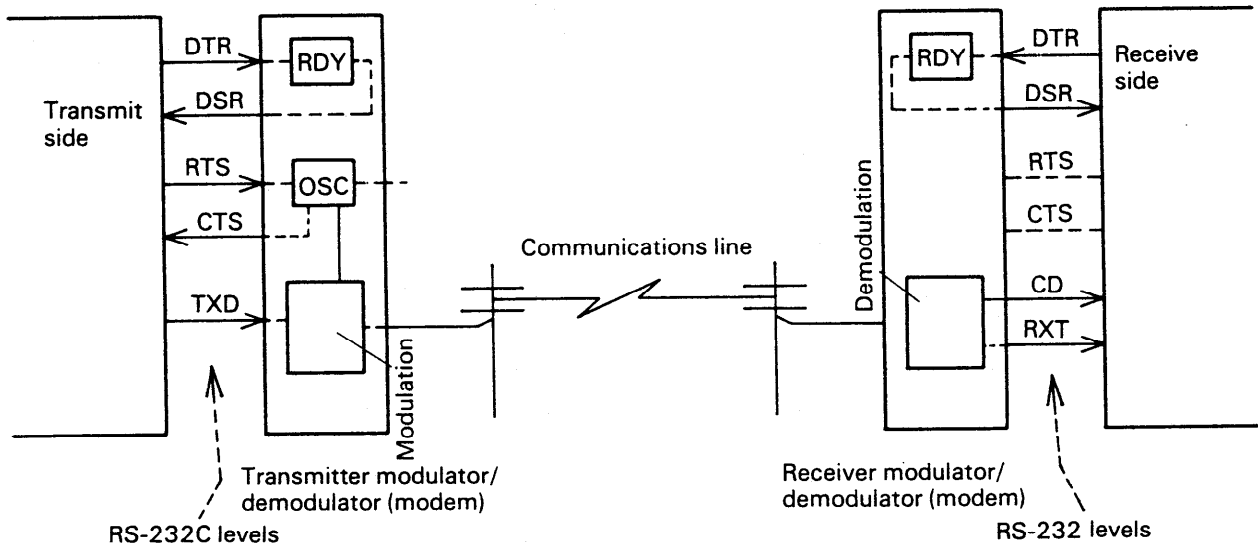 DTR
RDY
DSR
Transmit
side
RTS
OSC
CTS
TXD
Modulation
Transmitter modulator/
demodulator (modem)
RS-232C levels
Communications line
RDY
DTR
Receive
side
DSR
RTS
CTS
Demodulation
CD
RXT
Receiver modulator/
demodulator (modem)
RS-232 levels